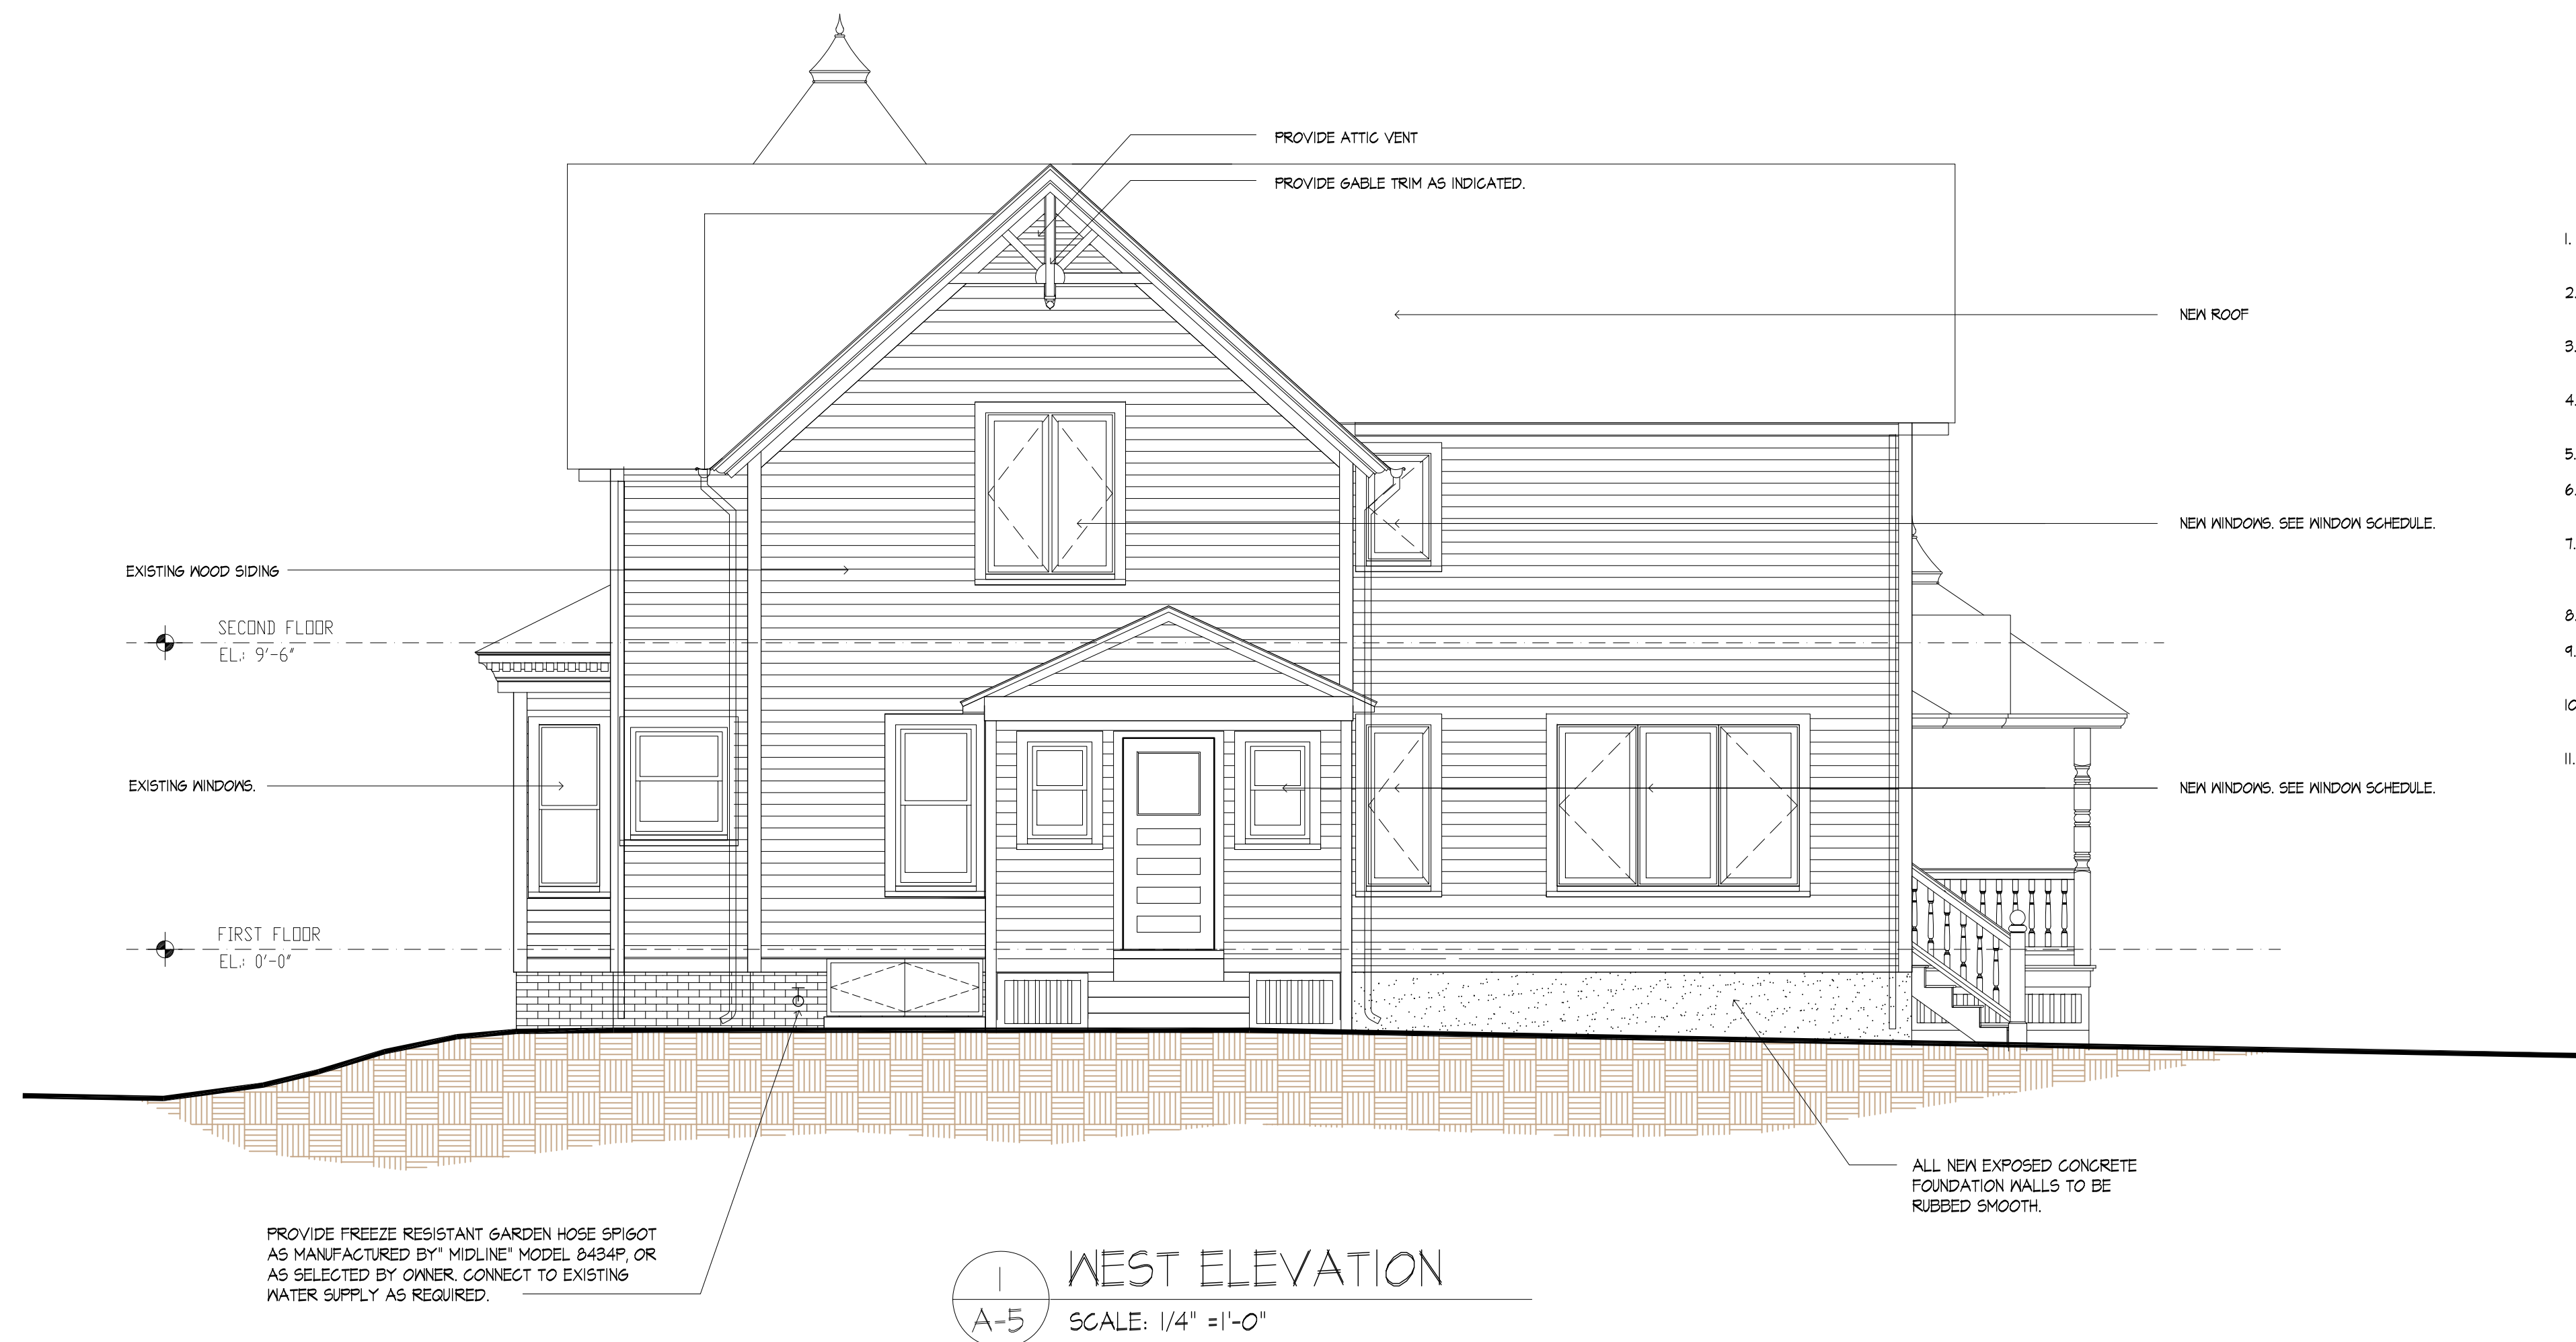 PROVIDE ATTIC VENT
PROVIDE GABLE TRIM AS INDICATED.
1.
2.
NEW ROOF
3.
4.
5.
6.
NEW WINDOWS. SEE WINDOW SCHEDULE.
7.
EXISTING WOOD SIDING
8.
SECOND FLOOR
EL.: 9'-6"
9.
10
11.
EXISTING WINDOWS.
NEW WINDOWS. SEE WINDOW SCHEDULE.
FIRST FLOOR
EL.: 0'-0"
ALL NEW EXPOSED CONCRETE
FOUNDATION WALLS TO BE
RUBBED SMOOTH.
PROVIDE FREEZE RESISTANT GARDEN HOSE SPIGOT
AS MANUFACTURED BY" MIDLINE" MODEL 8434P, OR
AS SELECTED BY OWNER. CONNECT TO EXISTING
WATER SUPPLY AS REQUIRED.
1
A-5
WEST ELEVATION
SCALE: 1/4" =1'-0"